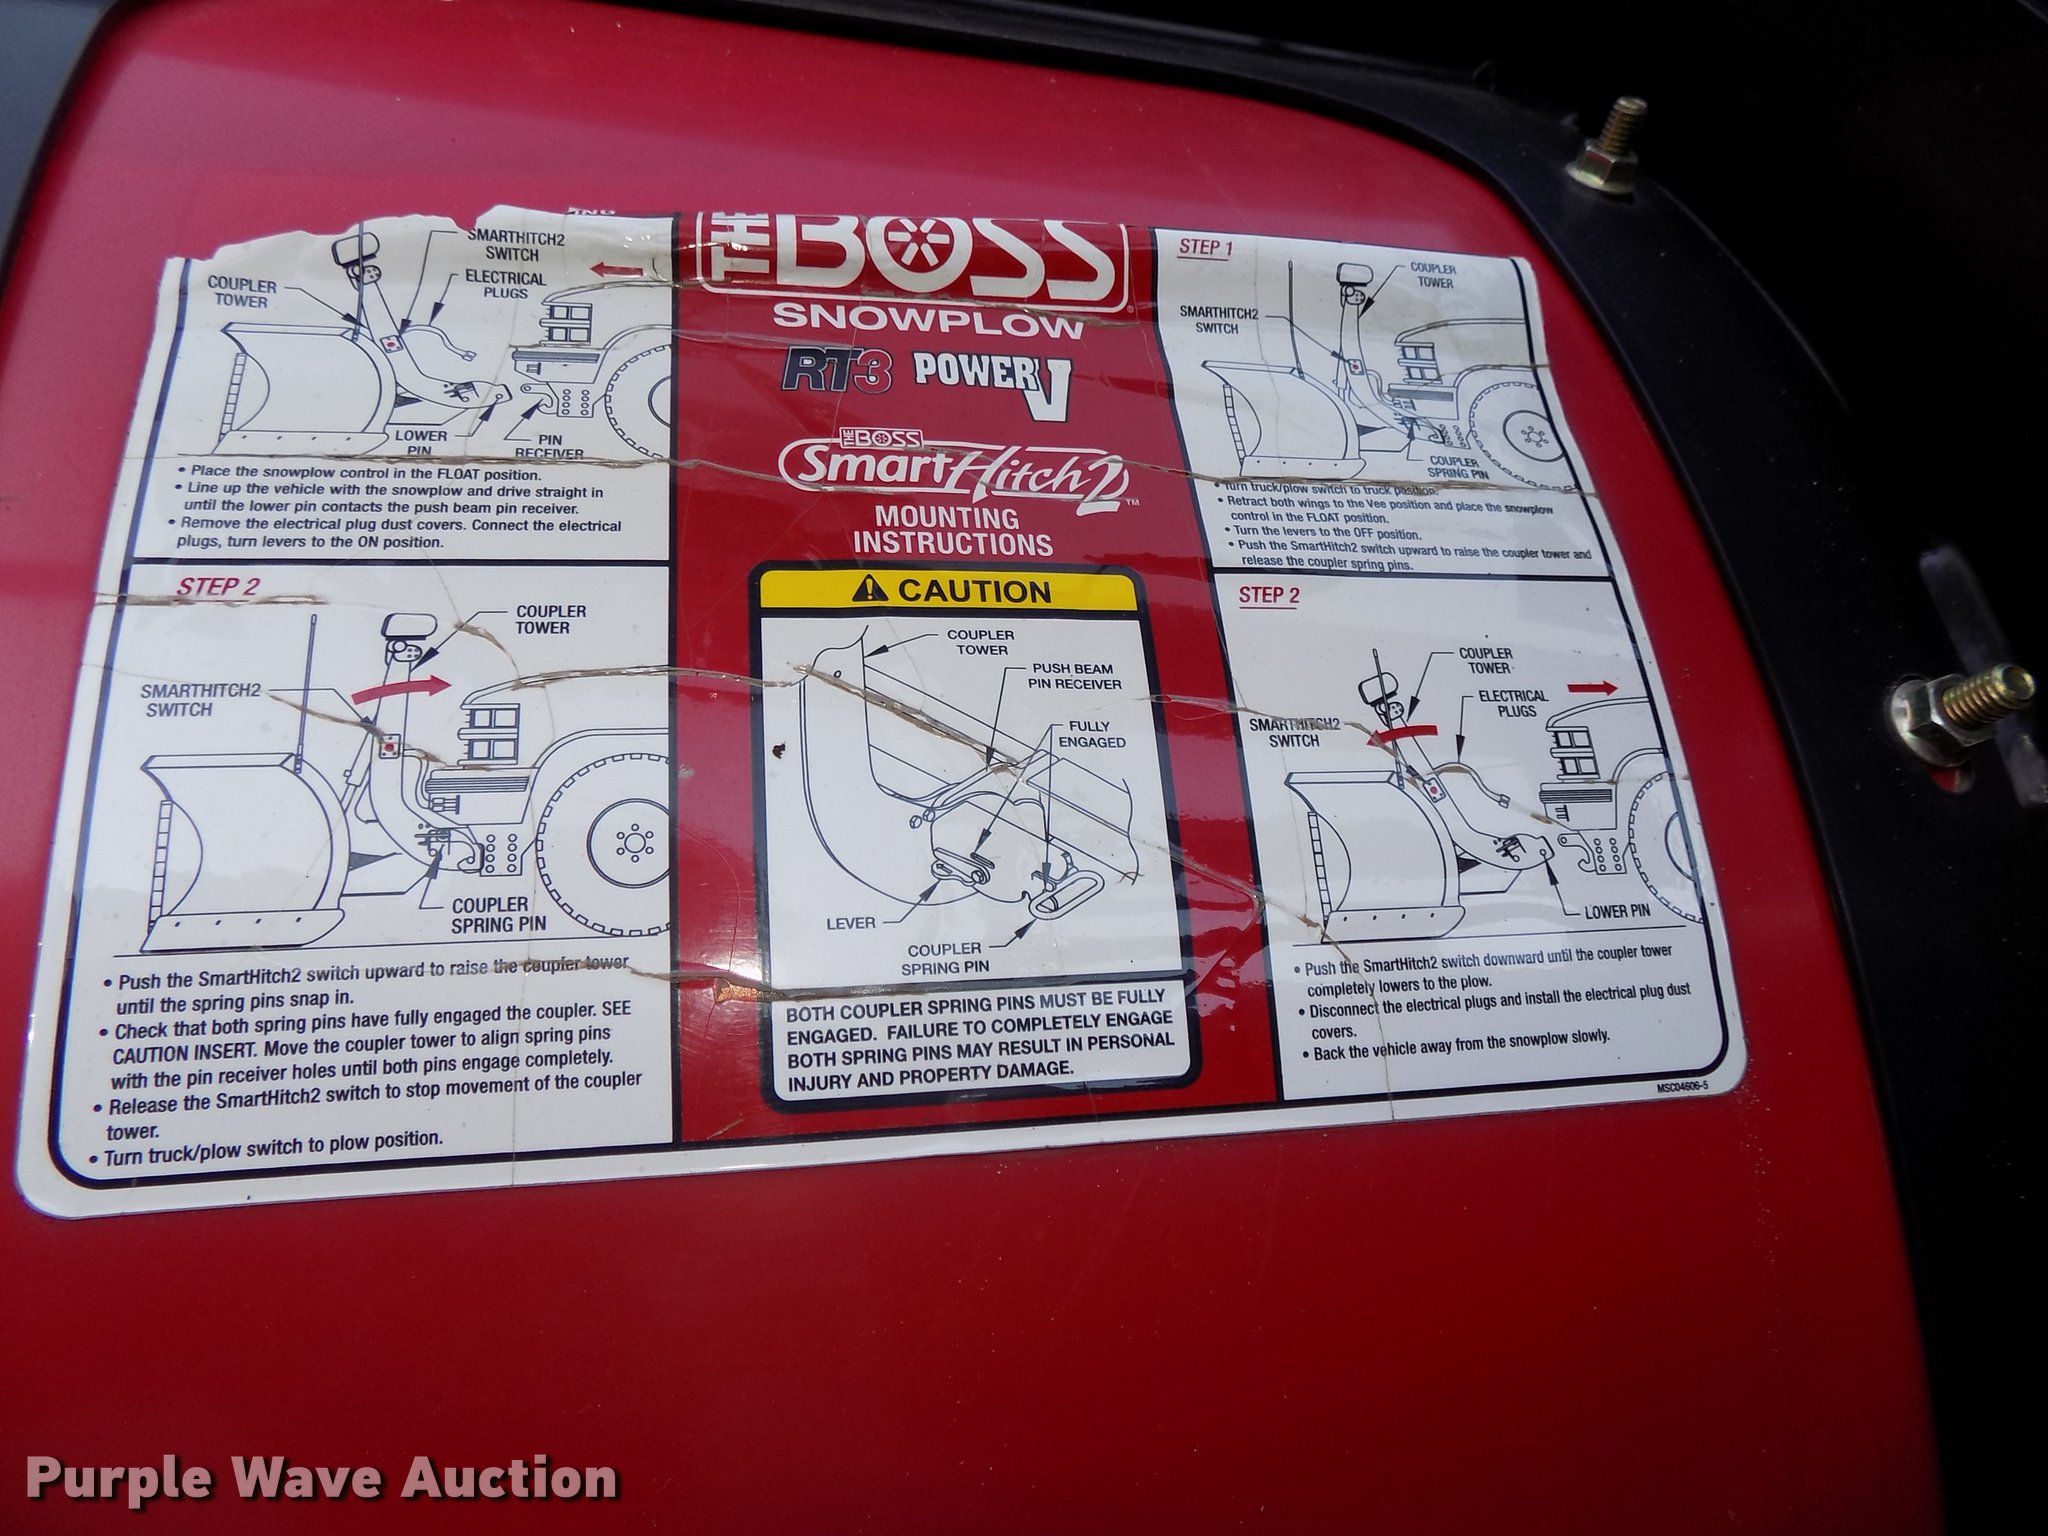 SMARTHITCH2
SWITCH
COUPLER
TOWER
ELECTRICAL
PLUGS
LOWER
PIN
PIN
RECEIVER
• Place the snowplow control in the FLOAT position.
• Line up the vehicle with the snowplow and drive straight in
until the lower pin contacts the push beam pin receiver.
• Remove the electrical plug dust covers. Connect the electrical
plugs, turn levers to the ON position.
STEP 2
COUPLER
TOWER
SMARTHITCH2
SWITCH
COUPLER
SPRING PIN
• Push the SmartHitch2 switch upward to raise the coupler tower
until the spring pins snap in.
• Check that both spring pins have fully engaged the coupler. SEE
CAUTION INSERT. Move the coupler tower to align spring pins
with the pin receiver holes until both pins engage completely.
• Release the SmartHitch2 switch to stop movement of the coupler
tower.
• Turn truck/plow switch to plow position.
THE BOSS
SNOWPLOW
RT3 POWER V
THE BOSS
SmartHitch2™
MOUNTING
INSTRUCTIONS
CAUTION
COUPLER
TOWER
PUSH BEAM
PIN RECEIVER
FULLY
ENGAGED
LEVER
COUPLER
SPRING PIN
BOTH COUPLER SPRING PINS MUST BE FULLY
ENGAGED. FAILURE TO COMPLETELY ENGAGE
BOTH SPRING PINS MAY RESULT IN PERSONAL
INJURY AND PROPERTY DAMAGE.
STEP 1
COUPLER
TOWER
SMARTHITCH2
SWITCH
COUPLER
SPRING PIN
• Turn truck/plow switch to truck position.
• Retract both wings to the Vee position and place the snowplow
control in the FLOAT position.
• Turn the levers to the OFF position.
• Push the SmartHitch2 switch upward to raise the coupler tower and
release the coupler spring pins.
STEP 2
COUPLER
TOWER
ELECTRICAL
PLUGS
SMARTHITCH2
SWITCH
LOWER PIN
• Push the SmartHitch2 switch downward until the coupler tower
completely lowers to the plow.
• Disconnect the electrical plugs and install the electrical plug dust
covers.
• Back the vehicle away from the snowplow slowly.
MSC04606-5
Purple Wave Auction